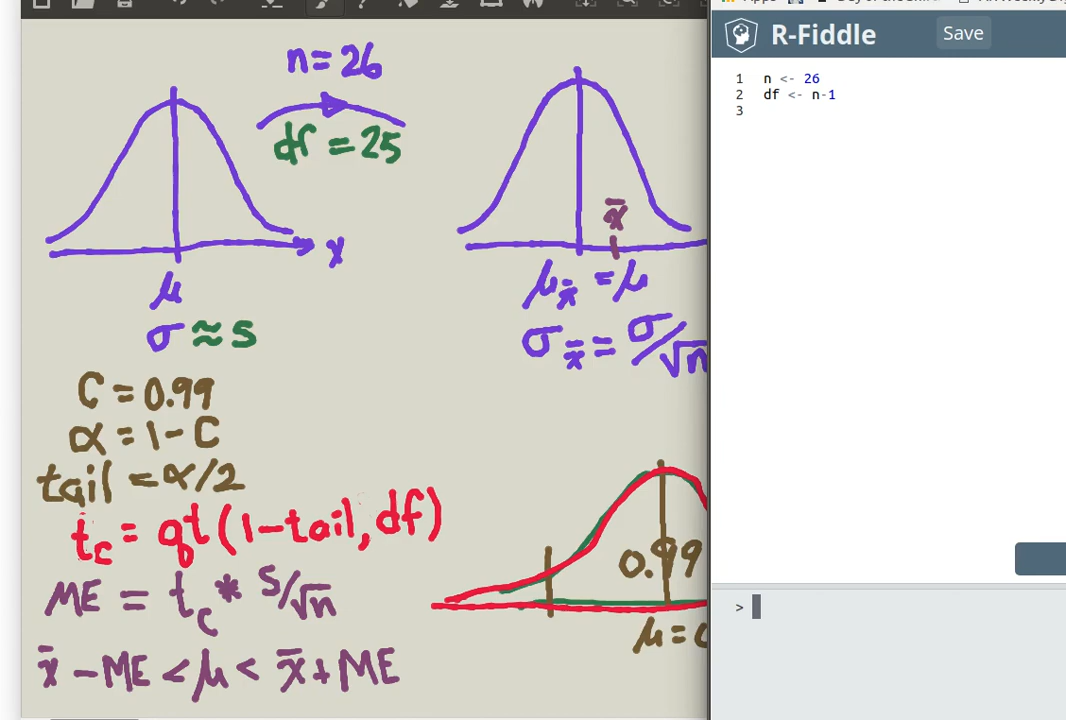 n = 26
df = 25
x
μ
σ ≈ s
x̄
μx̄ = μ
σx̄ = σ/√n
C = 0.99
α = 1 - C
tail = α/2
tc = qt(1-tail, df)
ME = tc * s/√n
x̄ - ME < μ < x̄ + ME
0.99
μ = 0
R-Fiddle
Save
1 n <- 26
2 df <- n-1
3
>